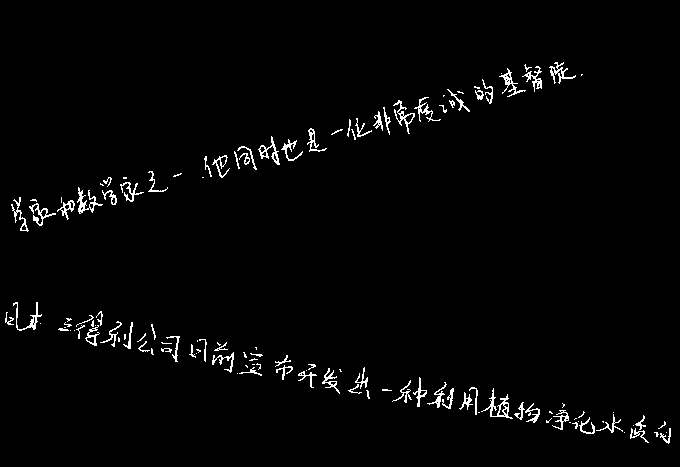 学家和数学家之一.他同时也是一位非常虔诚的基督徒.
日本三得利公司日前宣布开发出一种利用植物净化水质的